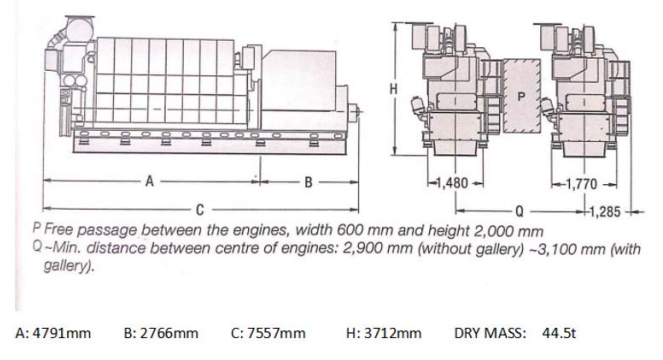 H
P
A
B
C
1,480
1,770
Q
1,285
P Free passage between the engines, width 600 mm and height 2,000 mm
Q ~Min. distance between centre of engines: 2,900 mm (without gallery) ~3,100 mm (with
gallery).
A: 4791mm B: 2766mm C: 7557mm H: 3712mm DRY MASS: 44.5t